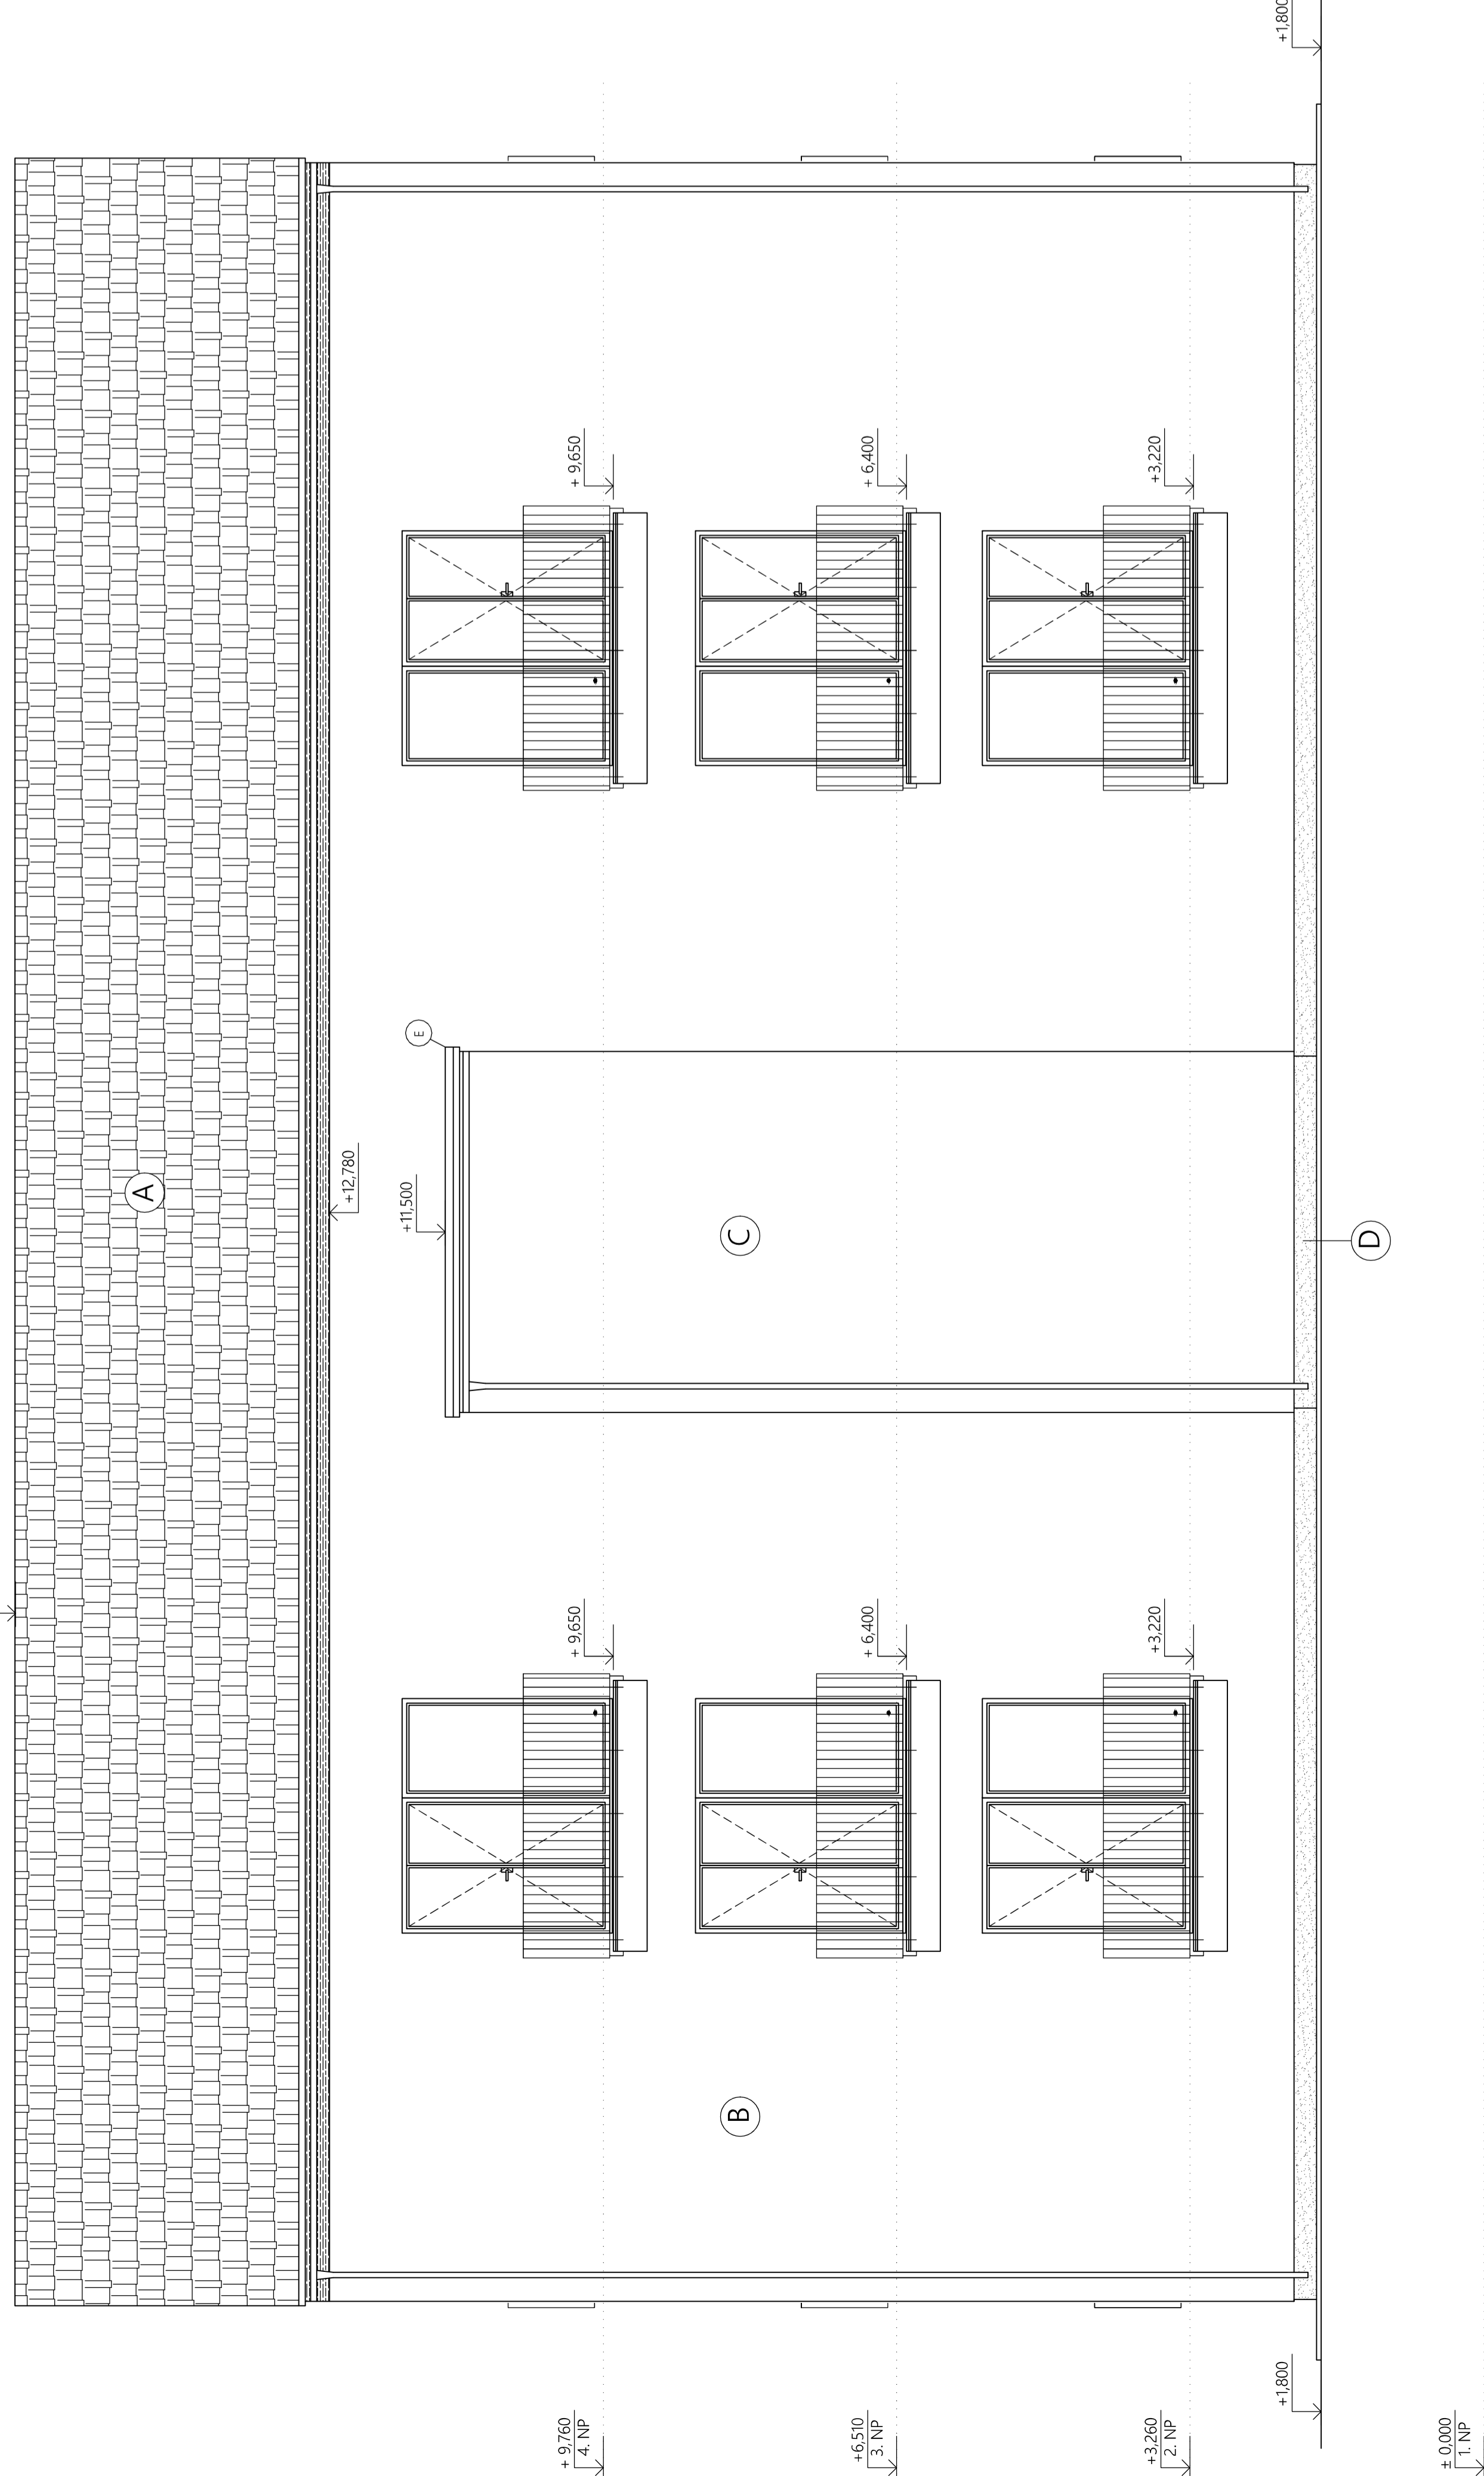 A
+12,780
+11,500
E
+ 9,650
+ 9,650
+ 6,400
+ 6,400
+3,220
+3,220
B
C
D
+ 9,760
4. NP
+6,510
3. NP
+3,260
2. NP
+1,800
+1,800
± 0,000
1. NP